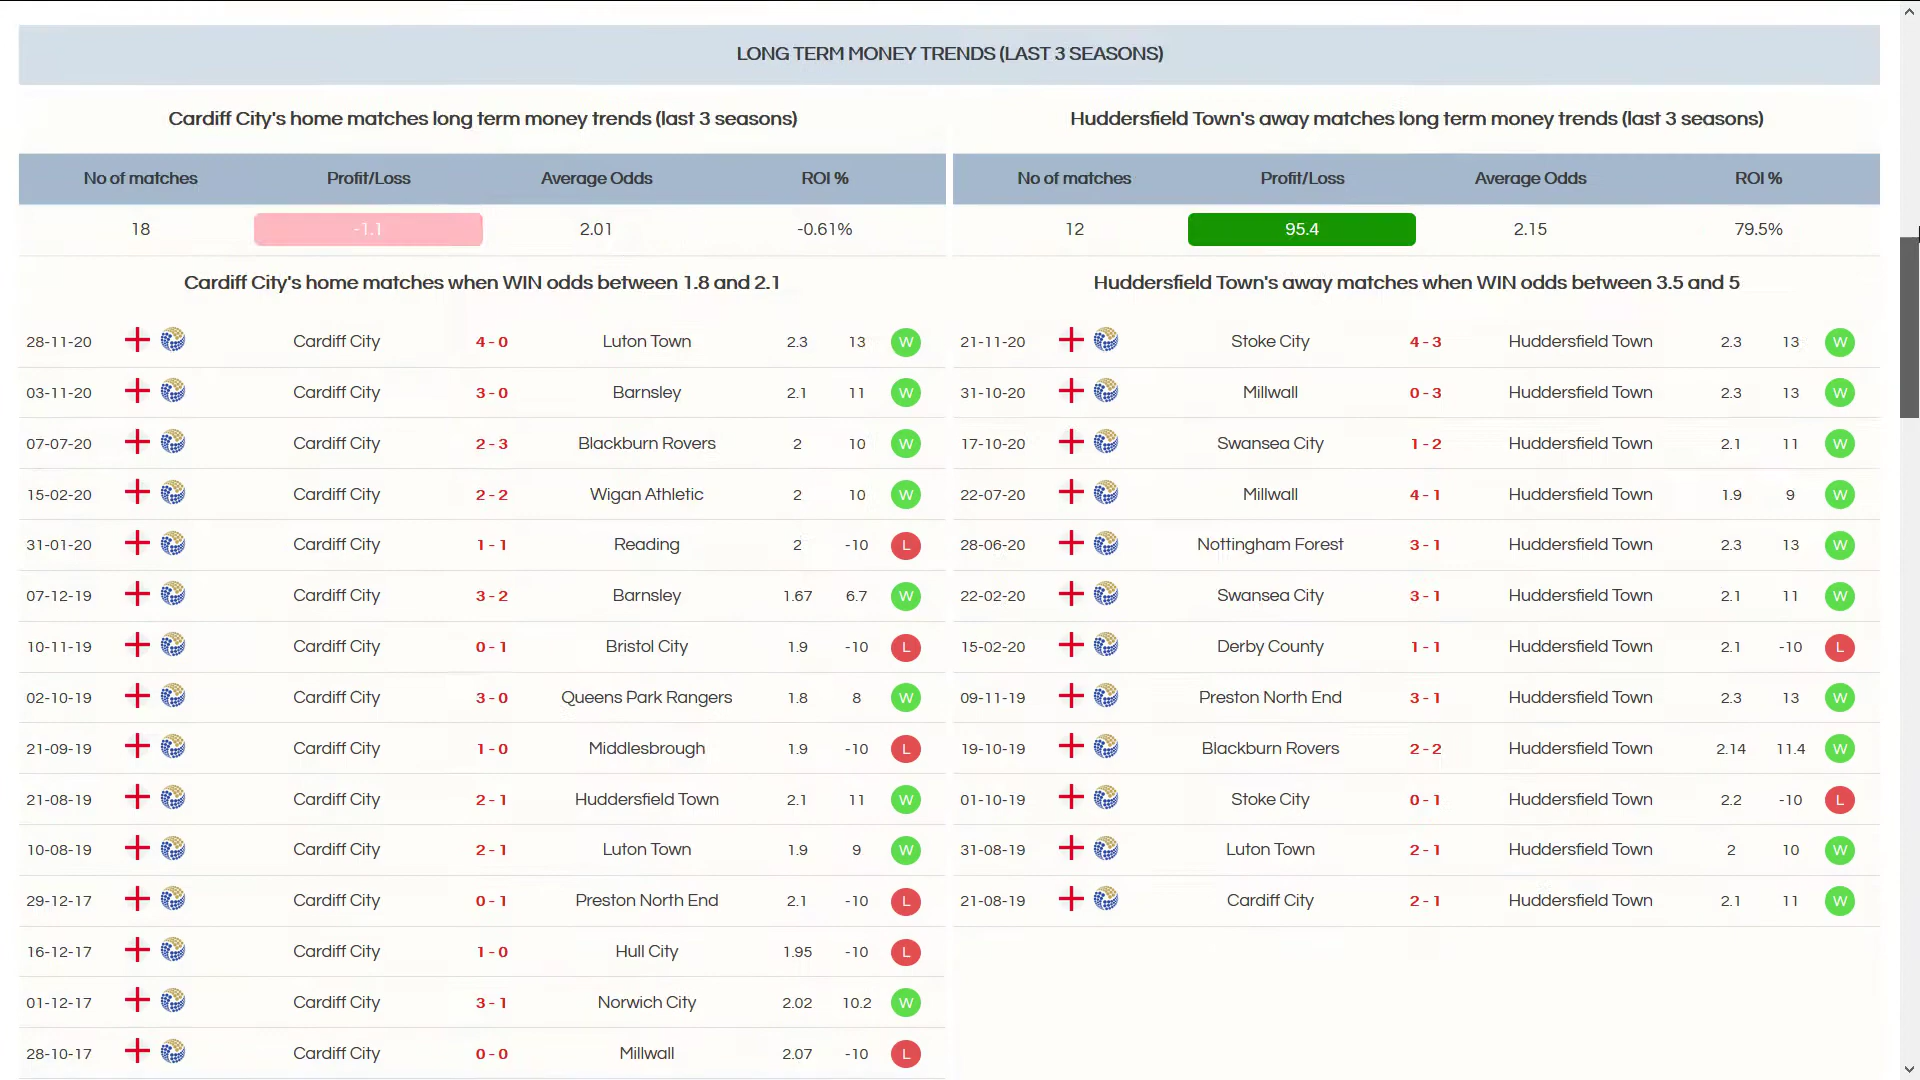 LONG TERM MONEY TRENDS (LAST 3 SEASONS)
Cardiff City's home matches long term money trends (last 3 seasons)
No of matches Profit/Loss Average Odds ROI %
18 -1.1 2.01 -0.61%
Cardiff City's home matches when WIN odds between 1.8 and 2.1
28-11-20 Cardiff City 4 - 0 Luton Town 2.3 13 W
03-11-20 Cardiff City 3 - 0 Barnsley 2.1 11 W
07-07-20 Cardiff City 2 - 3 Blackburn Rovers 2 10 W
15-02-20 Cardiff City 2 - 2 Wigan Athletic 2 10 W
31-01-20 Cardiff City 1 - 1 Reading 2 -10 L
07-12-19 Cardiff City 3 - 2 Barnsley 1.67 6.7 W
10-11-19 Cardiff City 0 - 1 Bristol City 1.9 -10 L
02-10-19 Cardiff City 3 - 0 Queens Park Rangers 1.8 8 W
21-09-19 Cardiff City 1 - 0 Middlesbrough 1.9 -10 L
21-08-19 Cardiff City 2 - 1 Huddersfield Town 2.1 11 W
10-08-19 Cardiff City 2 - 1 Luton Town 1.9 9 W
29-12-17 Cardiff City 0 - 1 Preston North End 2.1 -10 L
16-12-17 Cardiff City 1 - 0 Hull City 1.95 -10 L
01-12-17 Cardiff City 3 - 1 Norwich City 2.02 10.2 W
28-10-17 Cardiff City 0 - 0 Millwall 2.07 -10 L
Huddersfield Town's away matches long term money trends (last 3 seasons)
No of matches Profit/Loss Average Odds ROI %
12 95.4 2.15 79.5%
Huddersfield Town's away matches when WIN odds between 3.5 and 5
21-11-20 Stoke City 4 - 3 Huddersfield Town 2.3 13 W
31-10-20 Millwall 0 - 3 Huddersfield Town 2.3 13 W
17-10-20 Swansea City 1 - 2 Huddersfield Town 2.1 11 W
22-07-20 Millwall 4 - 1 Huddersfield Town 1.9 9 W
28-06-20 Nottingham Forest 3 - 1 Huddersfield Town 2.3 13 W
22-02-20 Swansea City 3 - 1 Huddersfield Town 2.1 11 W
15-02-20 Derby County 1 - 1 Huddersfield Town 2.1 -10 L
09-11-19 Preston North End 3 - 1 Huddersfield Town 2.3 13 W
19-10-19 Blackburn Rovers 2 - 2 Huddersfield Town 2.14 11.4 W
01-10-19 Stoke City 0 - 1 Huddersfield Town 2.2 -10 L
31-08-19 Luton Town 2 - 1 Huddersfield Town 2 10 W
21-08-19 Cardiff City 2 - 1 Huddersfield Town 2.1 11 W